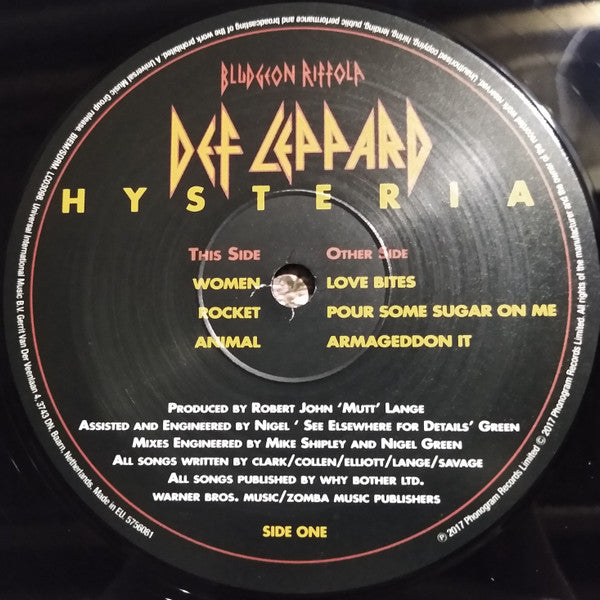 BLUDGEON RIFFOLA
DEF LEPPARD
HYSTERIA
THIS SIDE OTHER SIDE
WOMEN LOVE BITES
ROCKET POUR SOME SUGAR ON ME
ANIMAL ARMAGEDDON IT
PRODUCED BY ROBERT JOHN 'MUTT' LANGE
ASSISTED AND ENGINEERED BY NIGEL ' SEE ELSEWHERE FOR DETAILS' GREEN
MIXES ENGINEERED BY MIKE SHIPLEY AND NIGEL GREEN
ALL SONGS WRITTEN BY CLARK/COLLEN/ELLIOTT/LANGE/SAVAGE
ALL SONGS PUBLISHED BY WHY BOTHER LTD.
WARNER BROS. MUSIC/ZOMBA MUSIC PUBLISHERS
SIDE ONE
℗ 2017 Phonogram Records Limited © 2017 Phonogram Records Limited. All rights of the manufacturer and the owner of the recorded work reserved. Unauthorised copying, hiring, lending, public performance and broadcasting of the work prohibited. A Universal Music Group release. BIEM/SDRM. LC03098. Universal International Music B.V. Gerrit Van Der Veenlaan 4, 3743 DN, Baarn, Netherlands. Made in EU. 5756081